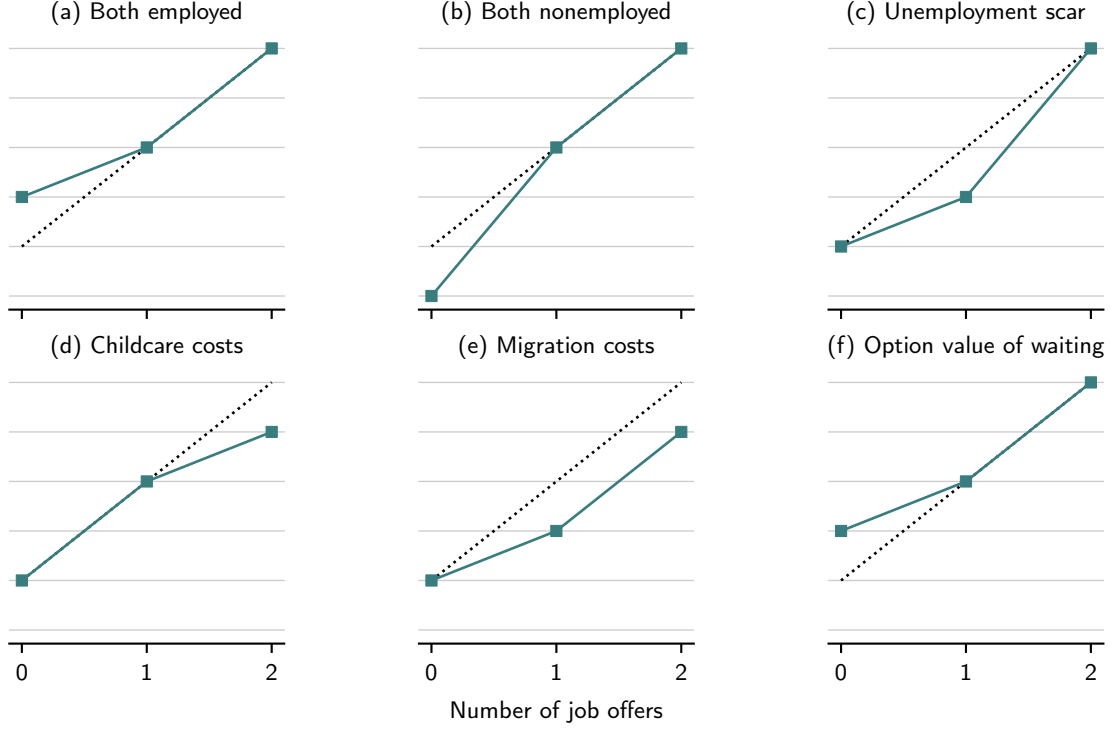 (a) Both employed
(b) Both nonemployed
(c) Unemployment scar
(d) Childcare costs
(e) Migration costs
(f) Option value of waiting
0 1 2
0 1 2
0 1 2
Number of job offers